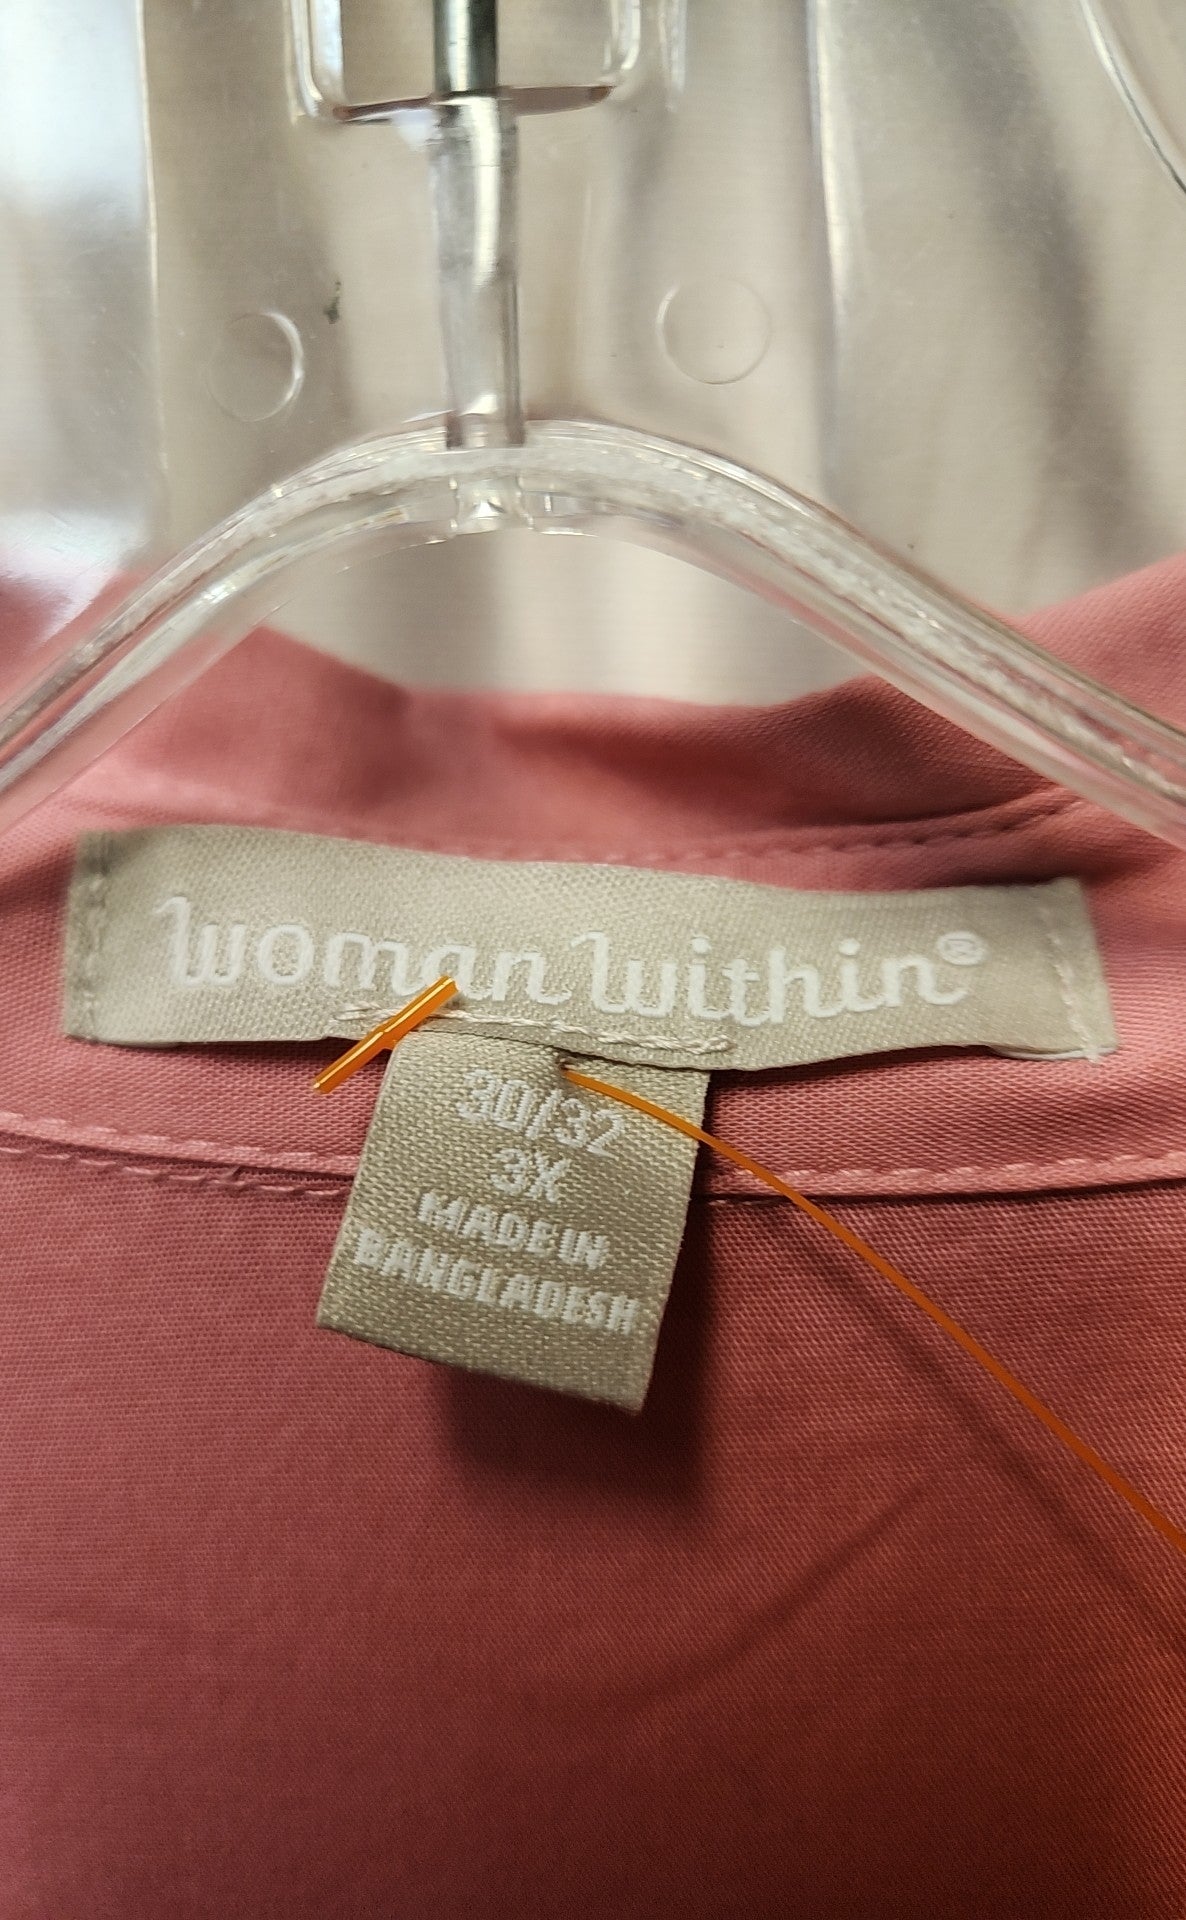 woman within®
30/32
3X
MADE IN
BANGLADESH